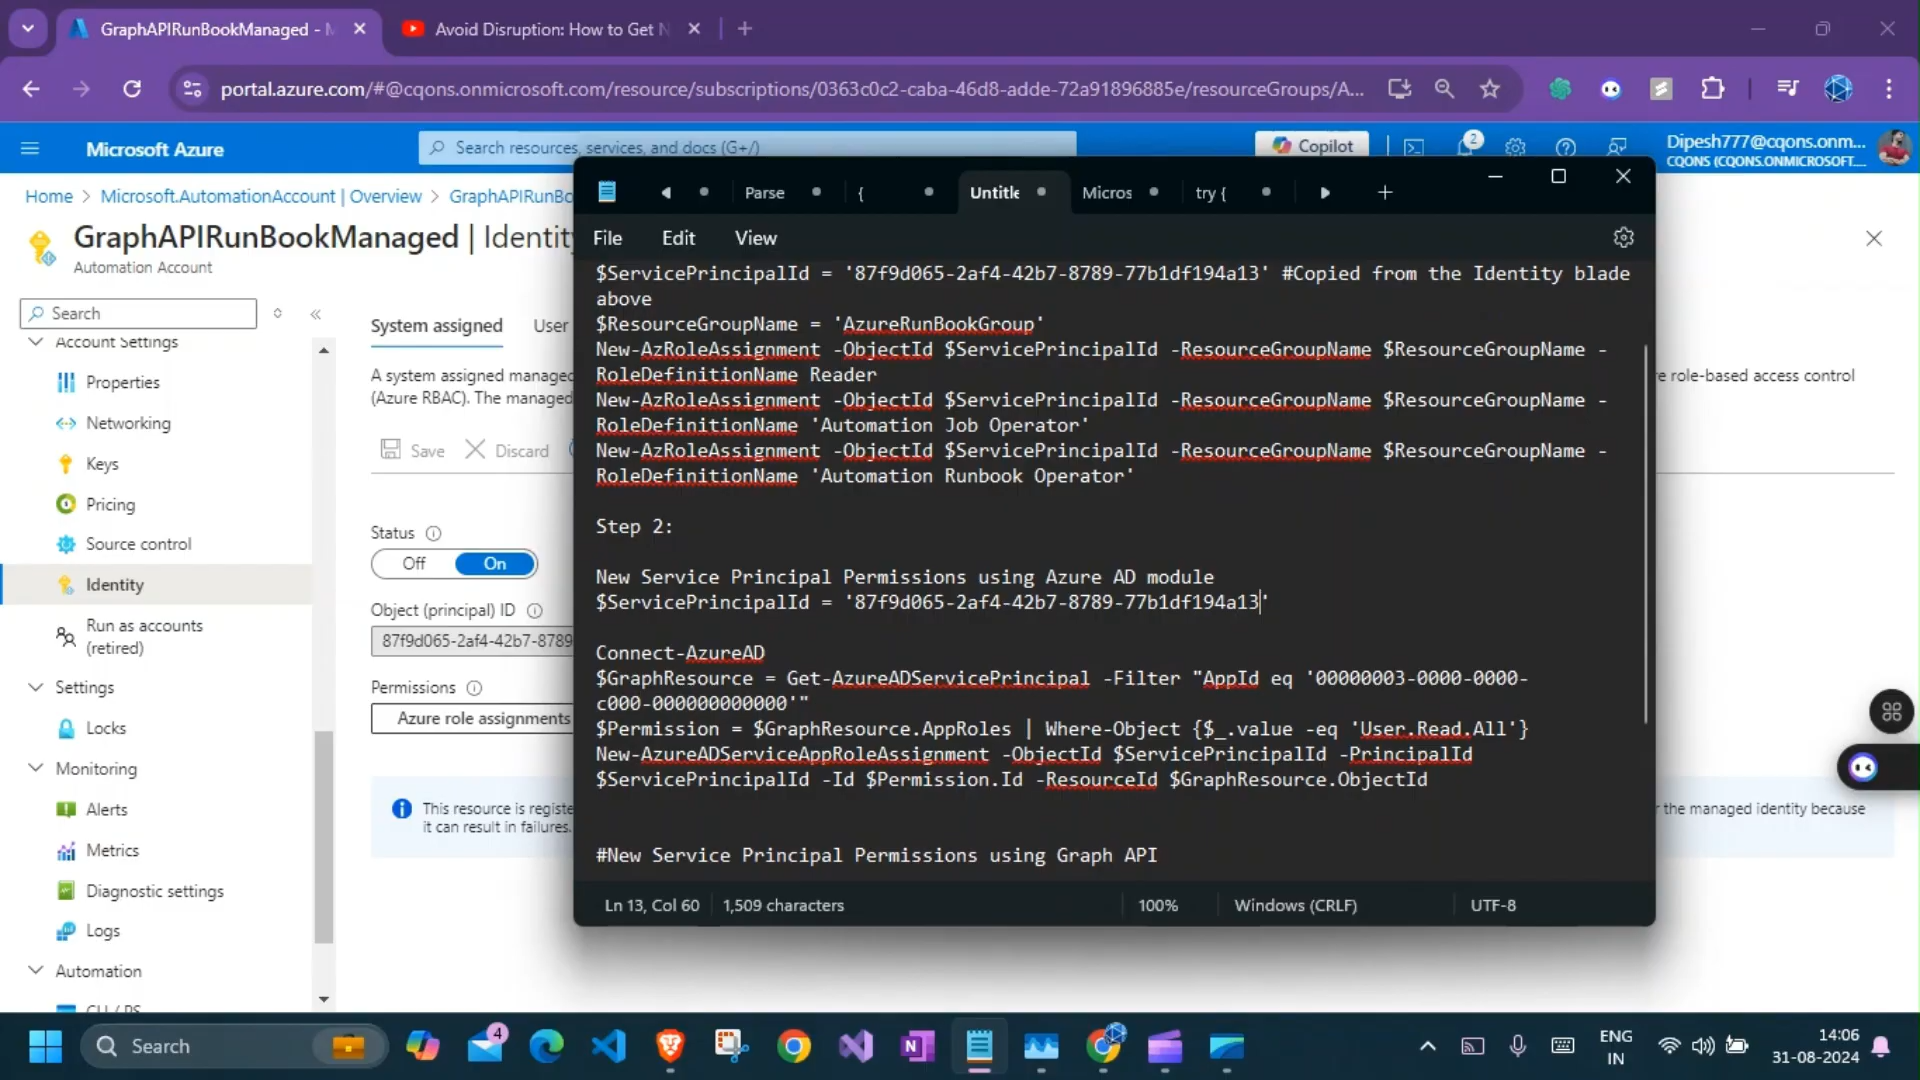 GraphAPIRunBookManaged - M
Avoid Disruption: How to Get N
portal.azure.com/#@cqons.onmicrosoft.com/resource/subscriptions/0363c0c2-caba-46d8-adde-72a91896885e/resourceGroups/A...
Microsoft Azure
Search resources, services, and docs (G+/)
Copilot
2
Dipesh777@cqons.onm...
CQONS (CQONS.ONMICROSOFT....
Home > Microsoft.AutomationAccount | Overview > GraphAPIRunBo
GraphAPIRunBookManaged | Identity
Automation Account
Search
Account Settings
Properties
Networking
Keys
Pricing
Source control
Identity
Run as accounts
(retired)
Settings
Locks
Monitoring
Alerts
Metrics
Diagnostic settings
Logs
Automation
System assigned
User
A system assigned managed
(Azure RBAC). The managed
e role-based access control
Save
Discard
Status
Off
On
Object (principal) ID
87f9d065-2af4-42b7-8789
Permissions
Azure role assignments
This resource is registe
it can result in failures.
r the managed identity because
Parse
{
Untitle
Micros
try {
File
Edit
View
$ServicePrincipalId = '87f9d065-2af4-42b7-8789-77b1df194a13' #Copied from the Identity blade
above
$ResourceGroupName = 'AzureRunBookGroup'
New-AzRoleAssignment -ObjectId $ServicePrincipalId -ResourceGroupName $ResourceGroupName -
RoleDefinitionName Reader
New-AzRoleAssignment -ObjectId $ServicePrincipalId -ResourceGroupName $ResourceGroupName -
RoleDefinitionName 'Automation Job Operator'
New-AzRoleAssignment -ObjectId $ServicePrincipalId -ResourceGroupName $ResourceGroupName -
RoleDefinitionName 'Automation Runbook Operator'
Step 2:
New Service Principal Permissions using Azure AD module
$ServicePrincipalId = '87f9d065-2af4-42b7-8789-77b1df194a13'
Connect-AzureAD
$GraphResource = Get-AzureADServicePrincipal -Filter "AppId eq '00000003-0000-0000-
c000-000000000000'"
$Permission = $GraphResource.AppRoles | Where-Object {$_.value -eq 'User.Read.All'}
New-AzureADServiceAppRoleAssignment -ObjectId $ServicePrincipalId -PrincipalId
$ServicePrincipalId -Id $Permission.Id -ResourceId $GraphResource.ObjectId
#New Service Principal Permissions using Graph API
Ln 13, Col 60
1,509 characters
100%
Windows (CRLF)
UTF-8
Search
4
ENG
IN
14:06
31-08-2024